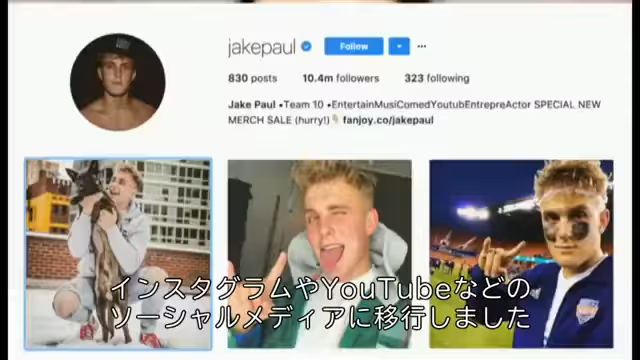 jakepaul
Follow
830 posts 10.4m followers 323 following
Jake Paul •Team 10 •EntertainMusiComedYoutubEntrepreActor SPECIAL NEW
MERCH SALE (hurry!)👇🏼 fanjoy.co/jakepaul
インスタグラムやYouTubeなどの
ソーシャルメディアに移行しました